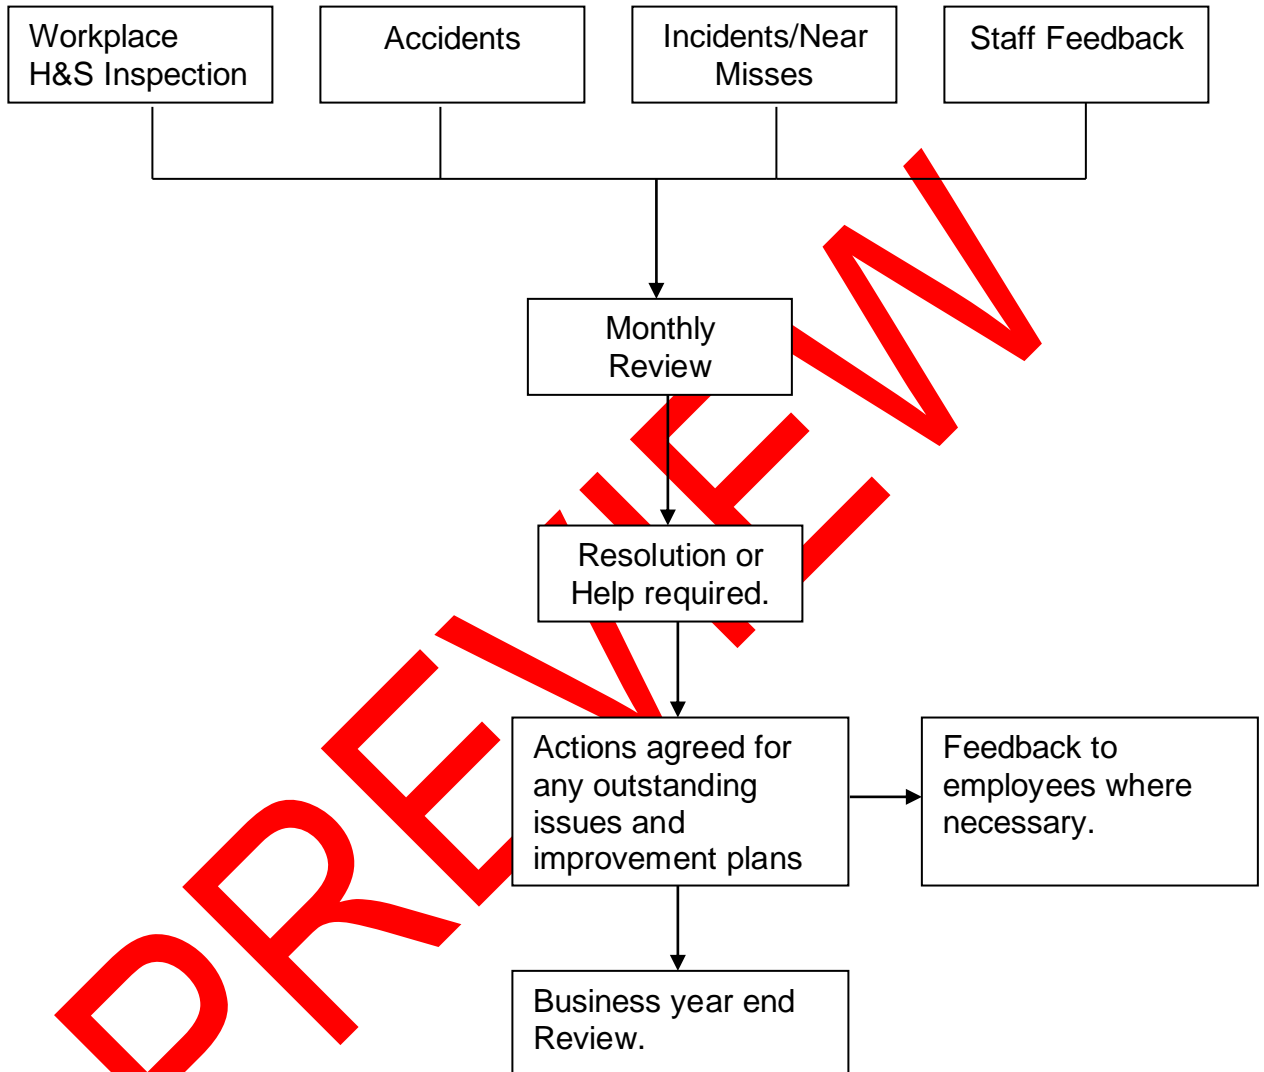 Workplace
H&S Inspection
Accidents
Incidents/Near
Misses
Staff Feedback
Monthly
Review
Resolution or
Help required.
Actions agreed for
any outstanding
issues and
improvement plans
Feedback to
employees where
necessary.
Business year end
Review.
PREVIEW